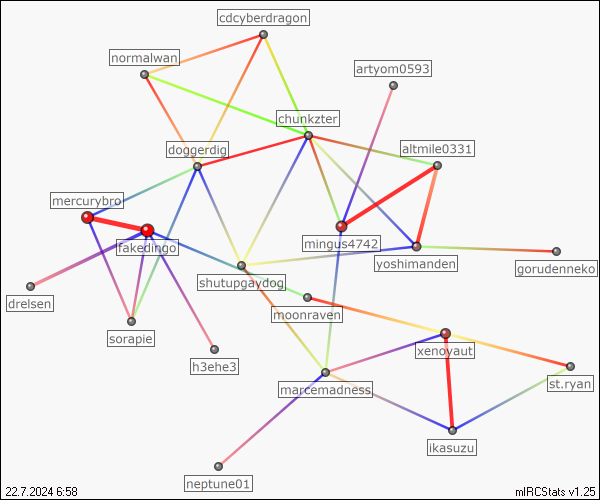 cdcyberdragon
normalwan
artyom0593
chunkzter
doggerdig
altmile0331
mercurybro
fakedingo
mingus4742
yoshimanden
gorudenneko
shutupgaydog
drelsen
moonraven
sorapie
xenoyaut
h3ehe3
marcemadness
st.ryan
ikasuzu
neptune01
22.7.2024 6:58
mIRCStats v1.25